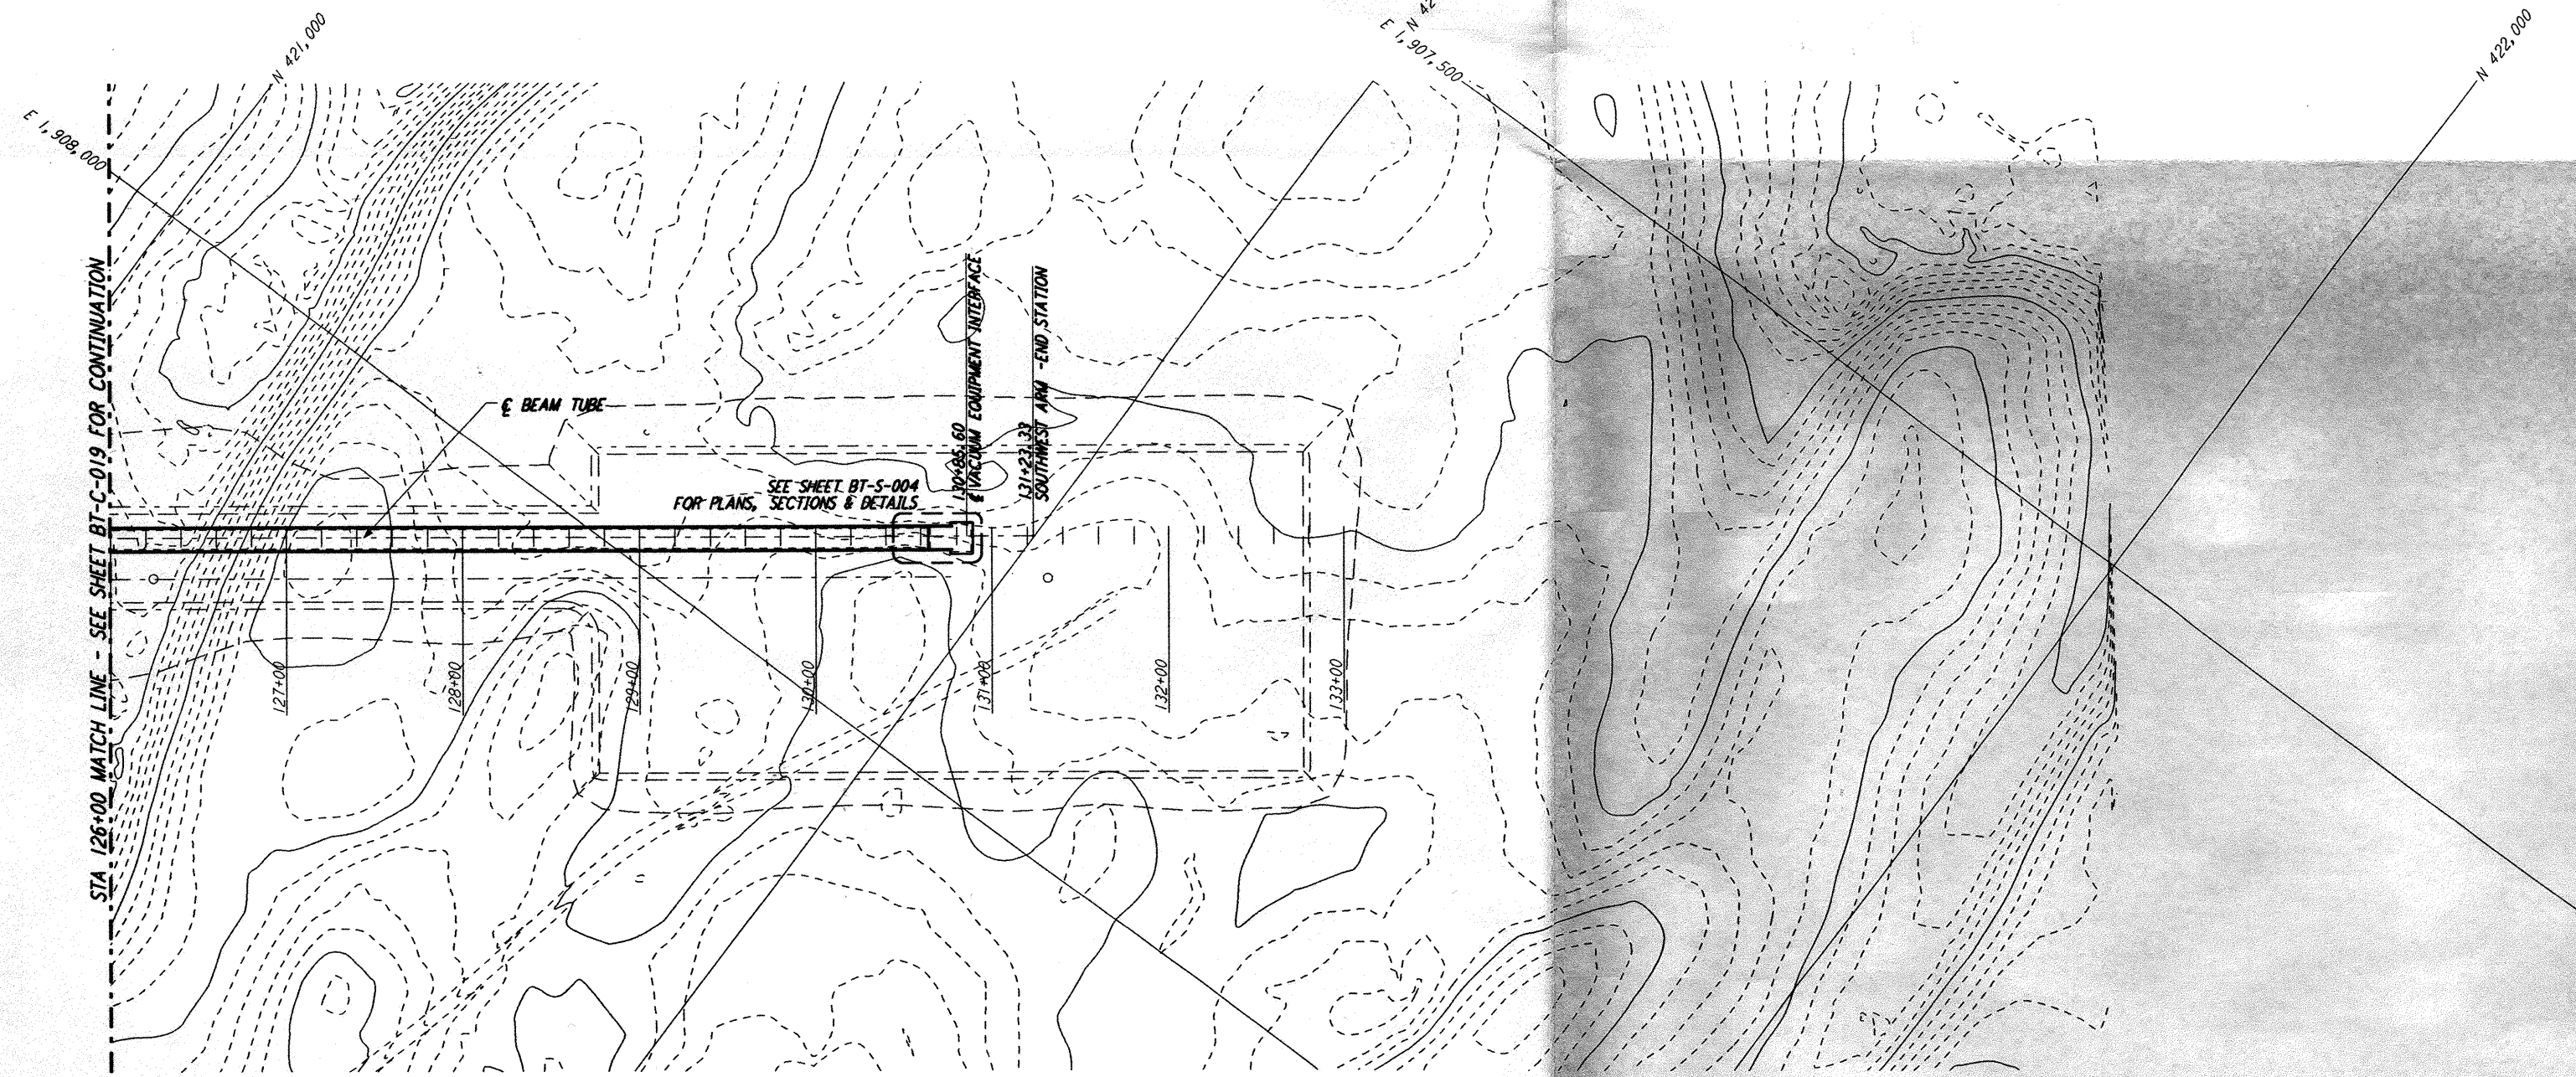 N 421,000
E 1,908,000
N 42
E 1,907,500
N 422,000
STA 126+00 MATCH LINE - SEE SHEET BT-C-019 FOR CONTINUATION
℄ BEAM TUBE
SEE SHEET BT-S-004
FOR PLANS, SECTIONS & DETAILS
130+86.60
℄ VACUUM EQUIPMENT INTERFACE
131+23.33
SOUTHWEST ARM -END STATION
127+00
128+00
129+00
130+00
131+00
132+00
133+00